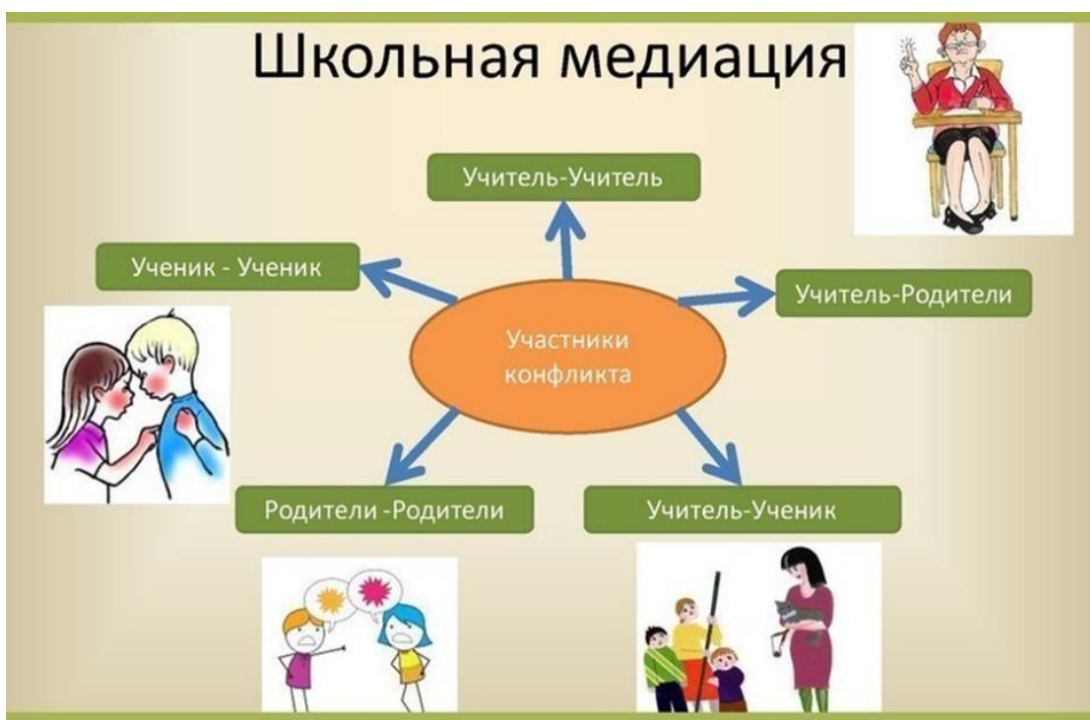 Школьная медиация
Учитель-Учитель
Ученик - Ученик
Учитель-Родители
Участники
конфликта
Родители -Родители
Учитель-Ученик